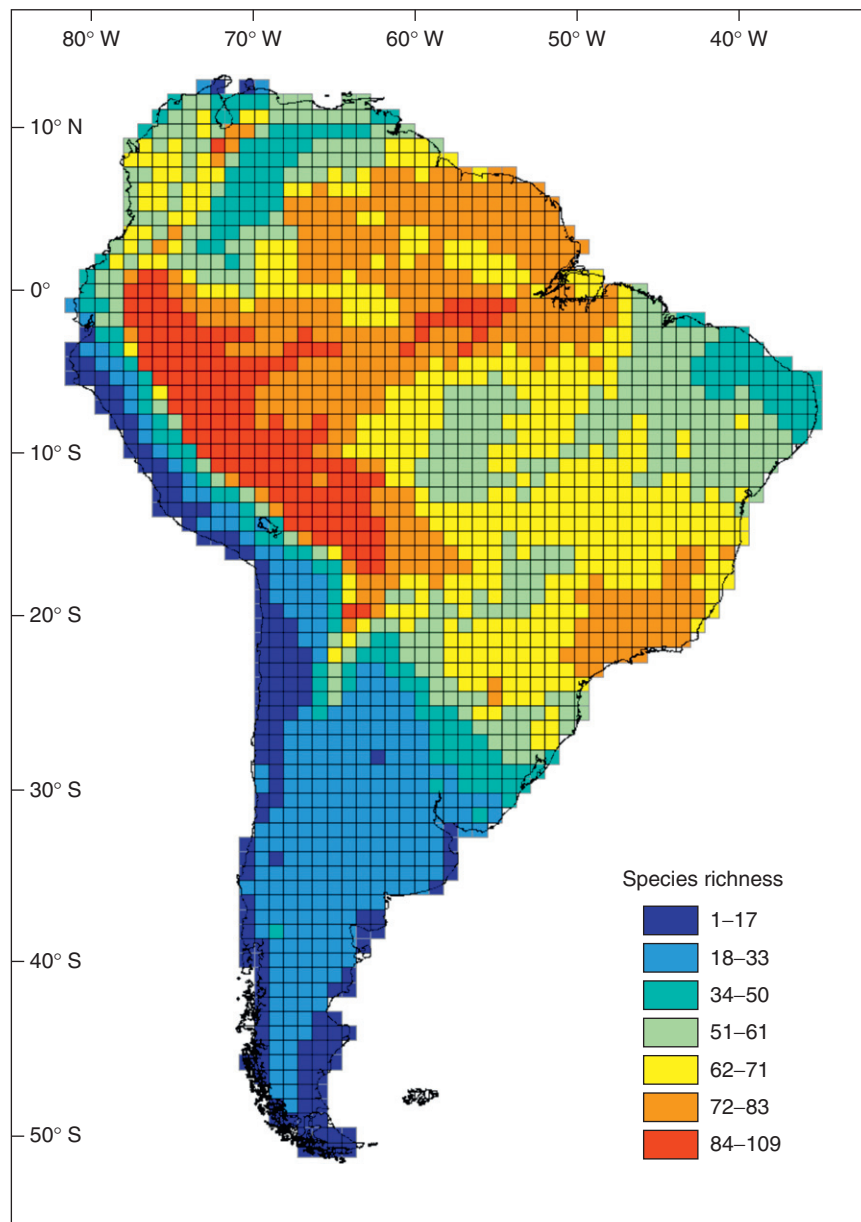 80° W 70° W 60° W 50° W 40° W
10° N
0°
10° S
20° S
30° S
40° S
50° S
Species richness
1–17
18–33
34–50
51–61
62–71
72–83
84–109